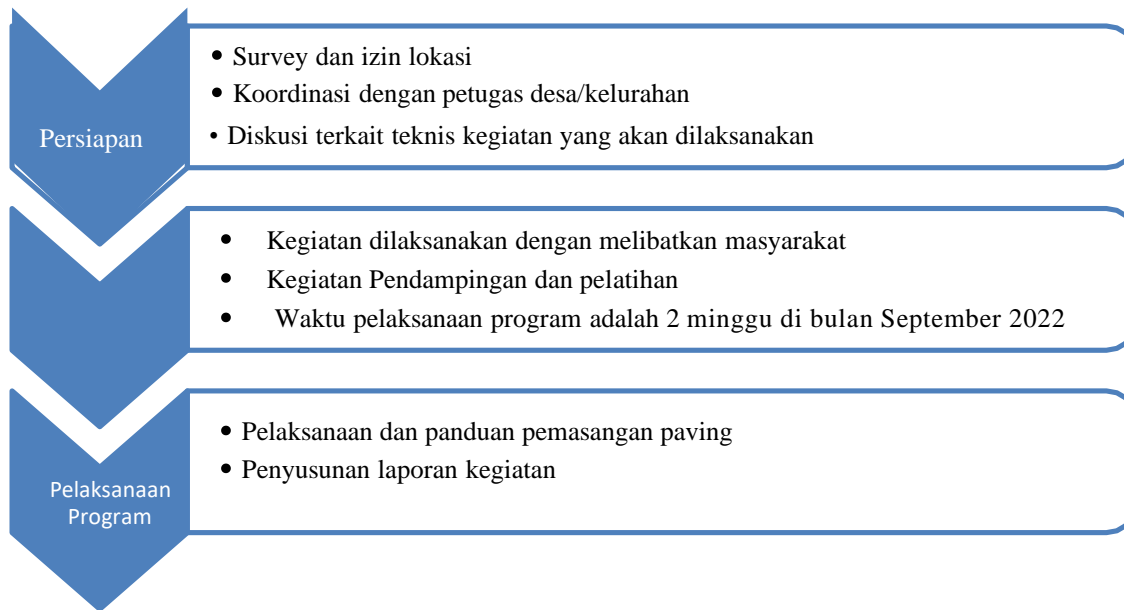 Persiapan
• Survey dan izin lokasi
• Koordinasi dengan petugas desa/kelurahan
• Diskusi terkait teknis kegiatan yang akan dilaksanakan
• Kegiatan dilaksanakan dengan melibatkan masyarakat
• Kegiatan Pendampingan dan pelatihan
• Waktu pelaksanaan program adalah 2 minggu di bulan September 2022
Pelaksanaan
Program
• Pelaksanaan dan panduan pemasangan paving
• Penyusunan laporan kegiatan